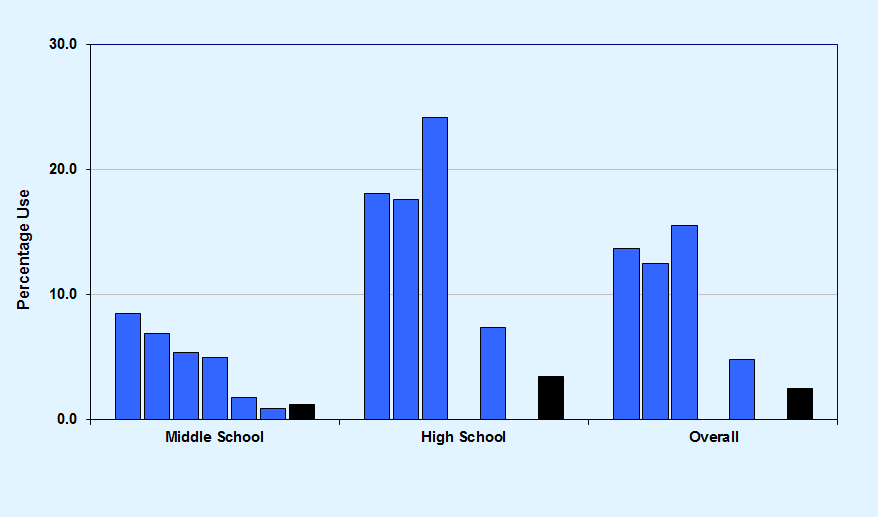 30.0
20.0
10.0
0.0
Percentage Use
Middle School
High School
Overall